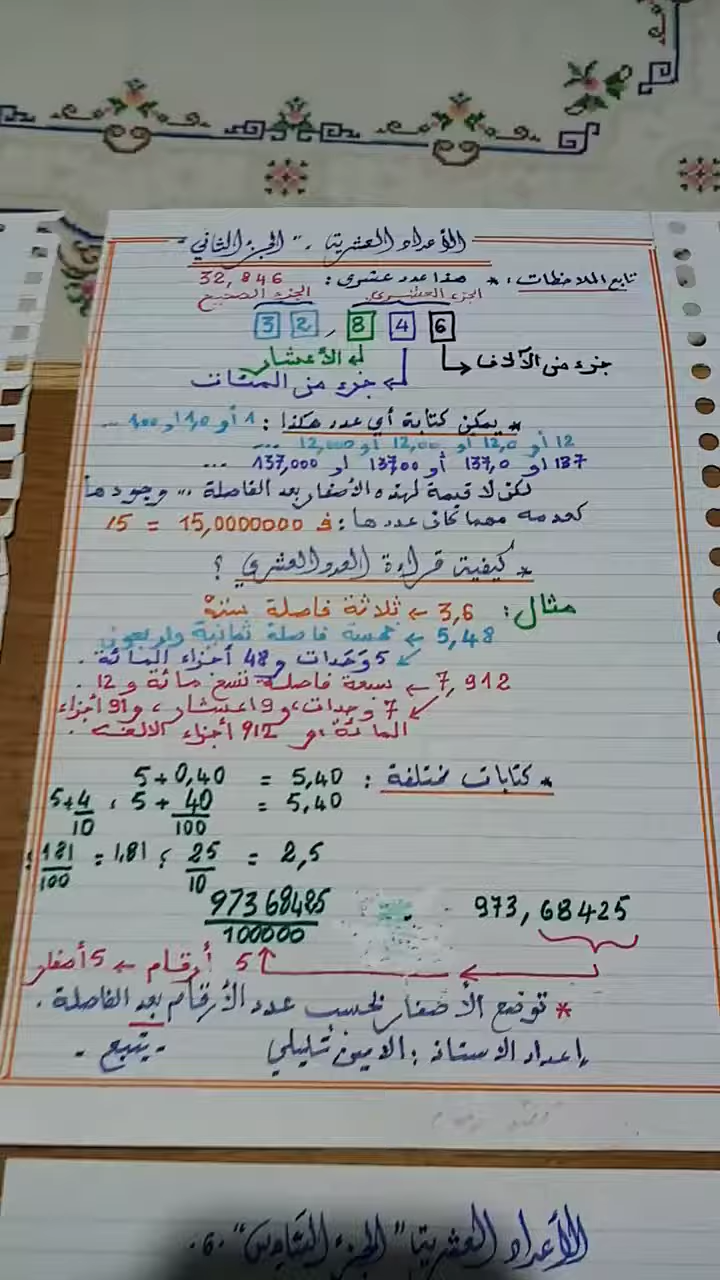 الأعداد العشرية .. "الجزء الثاني"
تابع الملاحظات : * هذا عدد عشري : 32,846
الجزء العشري الجزء الصحيح
3 2 , 8 4 6
الأعشار
جزء من الآلاف
جزء من المئات
* يمكن كتابة أي عدد هكذا : 1 أو 1,0 أو 1,00 ...
12 أو 12,0 أو 12,00 أو 12,000 ...
137 أو 137,0 أو 137,00 أو 137,000 ...
لكن لا قيمة لهذه الأصفار بعد الفاصلة ... وجودها
كعدمه مهما كان عددها : ف 15,0000000 = 15
* كيفية قراءة العدد العشري ؟
مثال : 3,6 ← ثلاثة فاصلة ستة
5,48 ← خمسة فاصلة ثمانية وأربعون
5 وحدات و 48 أجزاء المائة .
7,912 ← سبعة فاصلة تسع مائة و 12 .
7 وحدات، و 9 أعشار ، و 91 أجزاء
المائة ، و 912 أجزاء الألف .
* كتابات مختلفة : 5,40 = 5+0,40
5,40 = 5 + 40/100 ؛ 5+4/10
2,5 = 25/10 ؛ 1,81 = 181/100 ؛
973,68425 97368425/100000
5 أرقام ← 5 أصفار
* توضع الأصفار بحسب عدد الأرقام بعد الفاصلة .
إعداد الأستاذ : الامين تليلي - يتبع -
الأعداد العشرية "الجزء السادس" .6.